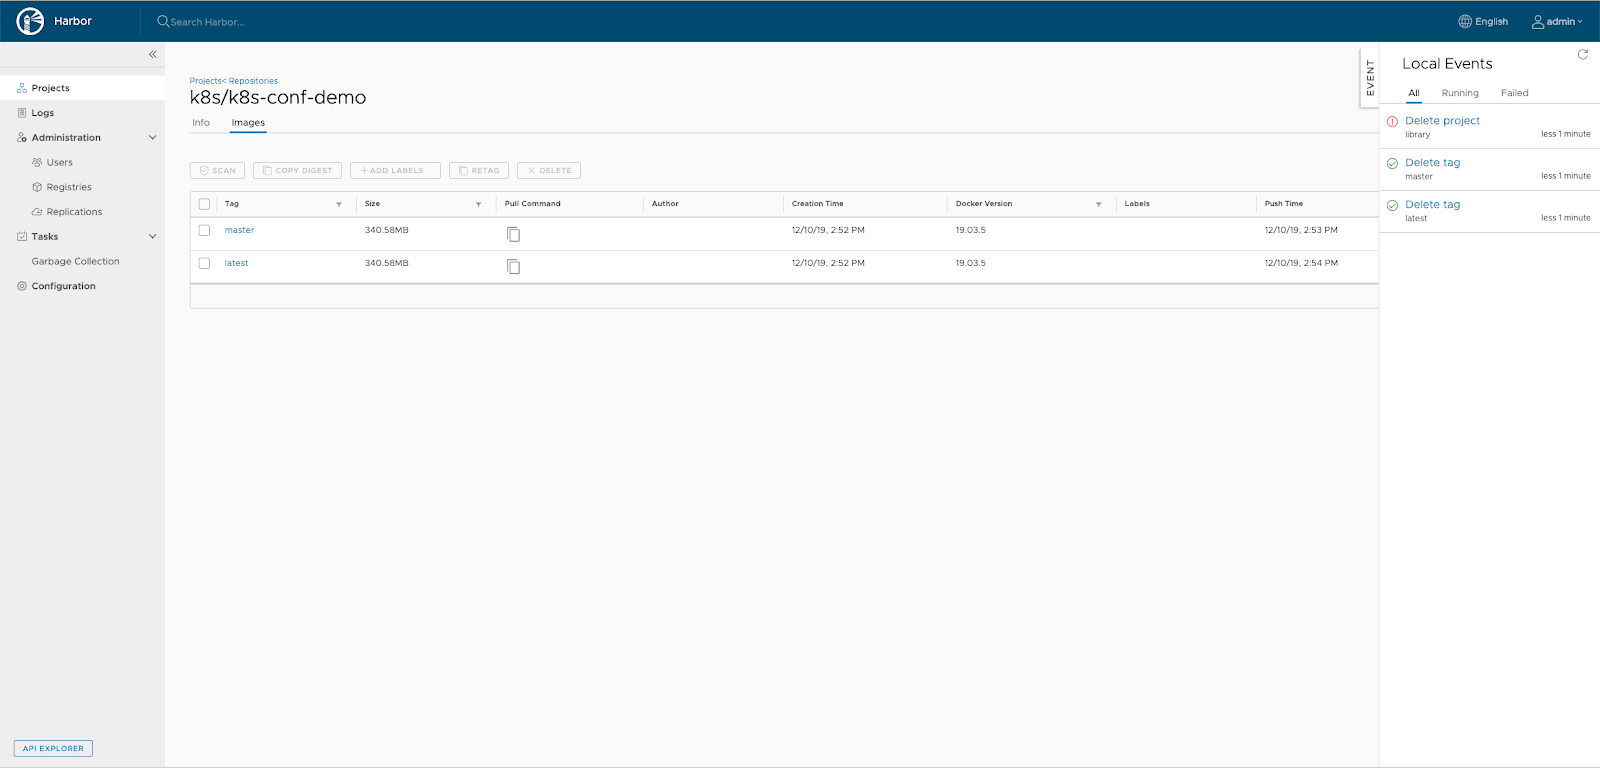 Harbor
Search Harbor...
English
admin
Projects
Logs
Administration
Users
Registries
Replications
Tasks
Garbage Collection
Configuration
API EXPLORER
Projects< Repositories
k8s/k8s-conf-demo
Info Images
SCAN COPY DIGEST +ADD LABELS RETAG DELETE
Tag Size Pull Command Author Creation Time Docker Version Labels Push Time
master 340.58MB 12/10/19, 2:52 PM 19.03.5 12/10/19, 2:53 PM
latest 340.58MB 12/10/19, 2:52 PM 19.03.5 12/10/19, 2:54 PM
EVENT
Local Events
All Running Failed
Delete project
library less 1 minute
Delete tag
master less 1 minute
Delete tag
latest less 1 minute